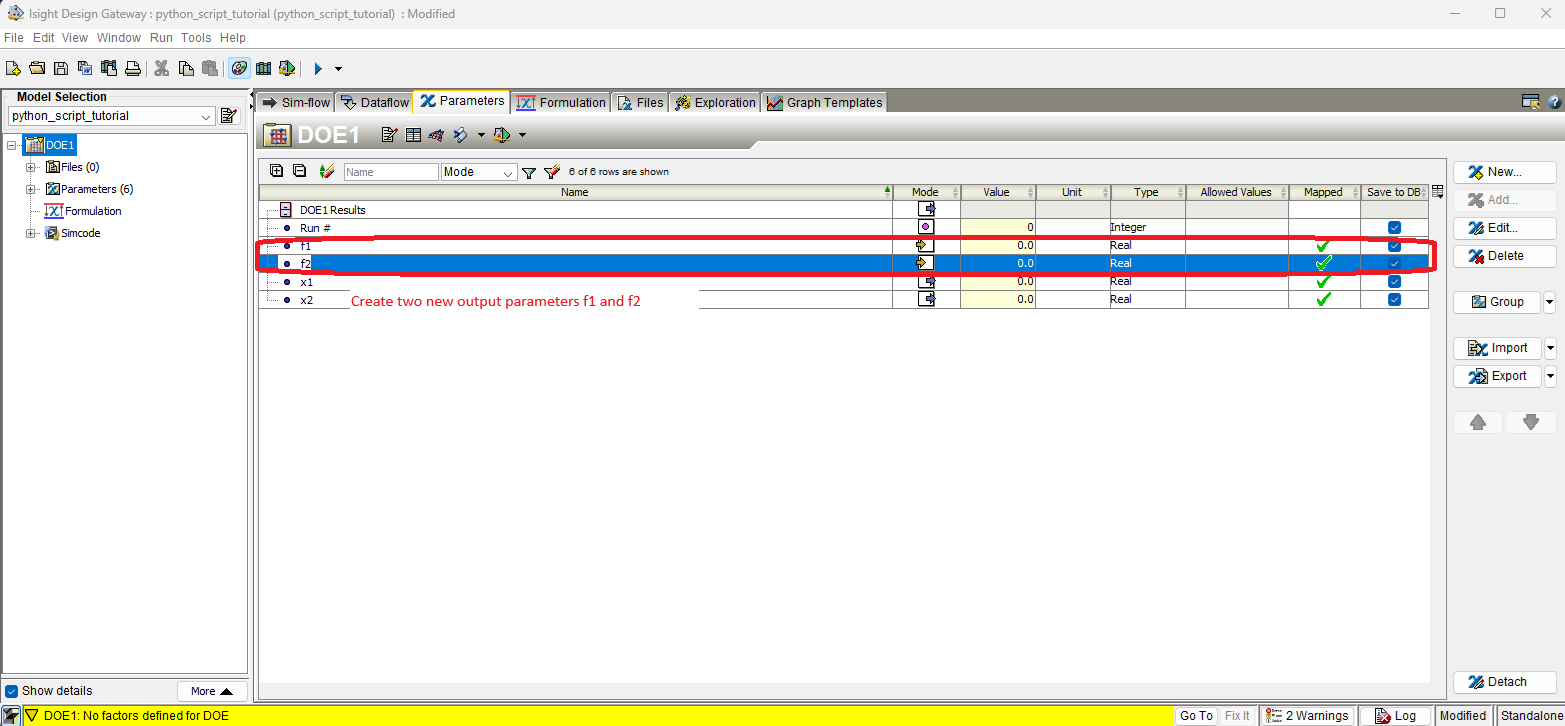 Isight Design Gateway : python_script_tutorial (python_script_tutorial) : Modified
File Edit View Window Run Tools Help
Model Selection
python_script_tutorial
DOE1
Files (0)
Parameters (6)
Formulation
Simcode
Show details
More
Sim-flow Dataflow Parameters Formulation Files Exploration Graph Templates
DOE1
Name Mode 6 of 6 rows are shown
Name Mode Value Unit Type Allowed Values Mapped Save to DB
DOE1 Results
Run # 0 Integer
f1 0.0 Real
f2 0.0 Real
x1 0.0 Real
x2 0.0 Real
Create two new output parameters f1 and f2
New...
Add...
Edit...
Delete
Group
Import
Export
Detach
DOE1: No factors defined for DOE
Go To Fix It 2 Warnings Log Modified Standalone